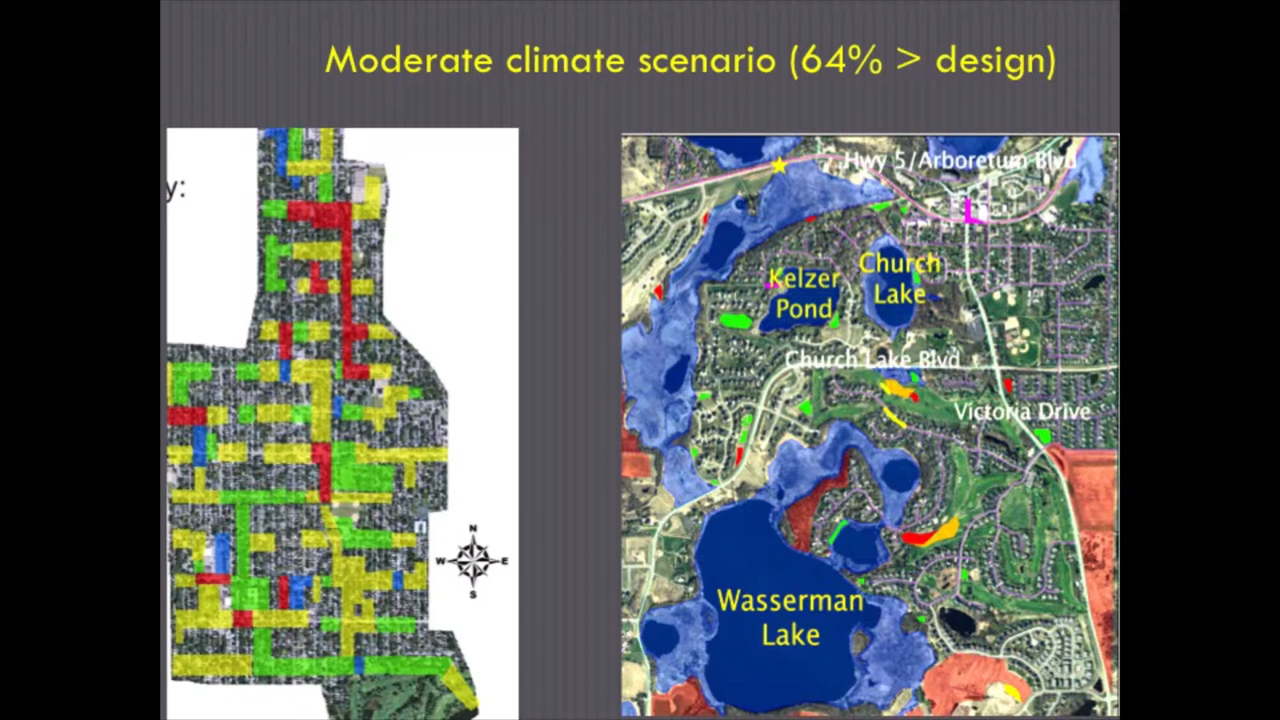 Moderate climate scenario (64% > design)
y:
N
W E
S
Hwy 5/Arboretum Blvd
Kelzer
Pond
Church
Lake
Church Lake Blvd
Victoria Drive
Wasserman
Lake